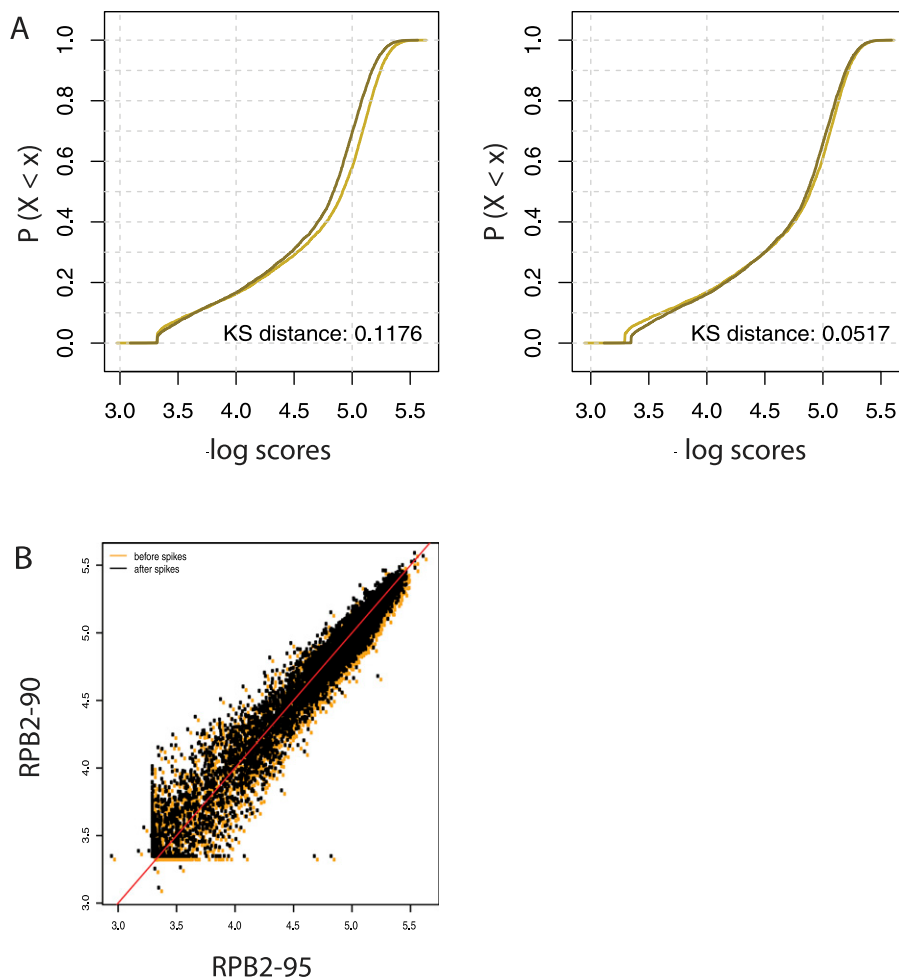 A
P (X < x)
1.0
0.8
0.6
0.4
0.2
0.0
KS distance: 0.1176
3.0 3.5 4.0 4.5 5.0 5.5
-log scores
P (X < x)
1.0
0.8
0.6
0.4
0.2
0.0
KS distance: 0.0517
3.0 3.5 4.0 4.5 5.0 5.5
- log scores
B
before spikes
after spikes
RPB2-90
5.5
5.0
4.5
4.0
3.5
3.0
3.0 3.5 4.0 4.5 5.0 5.5
RPB2-95